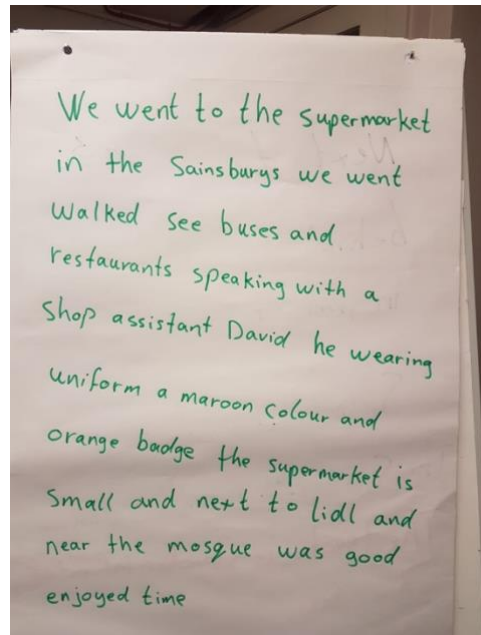 We went to the supermarket
in the Sainsburys we went
Walked see buses and
restaurants speaking with a
Shop assistant David he wearing
uniform a maroon colour and
orange badge the supermarket is
Small and next to lidl and
near the mosque was good
enjoyed time